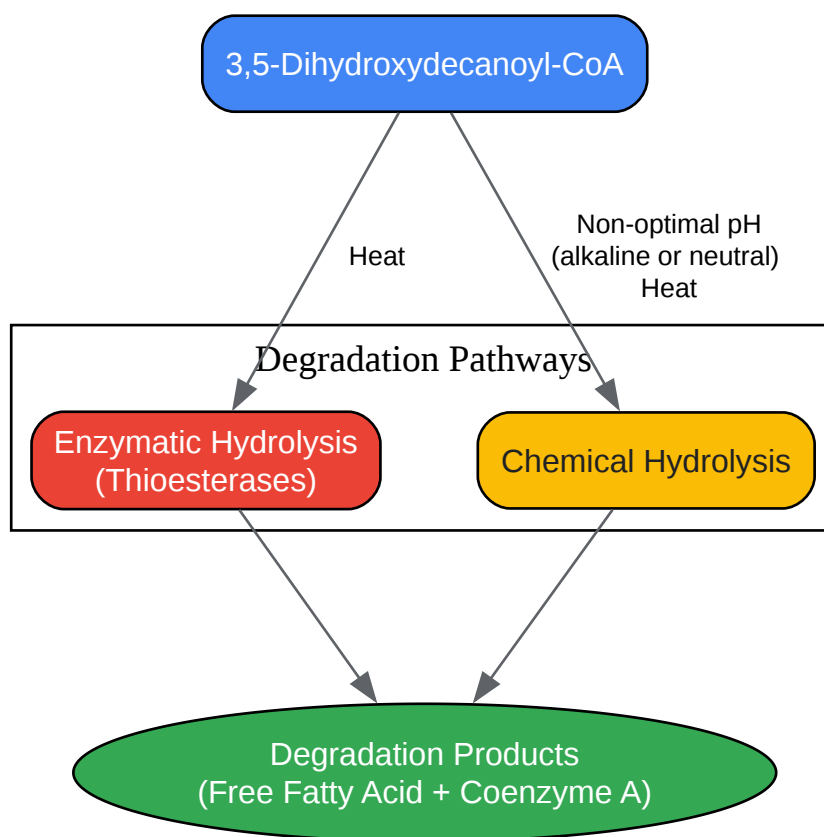 3,5-Dihydroxydecanoyl-CoA
Heat
Non-optimal pH
(alkaline or neutral)
Heat
Degradation Pathways
Enzymatic Hydrolysis
(Thioesterases)
Chemical Hydrolysis
Degradation Products
(Free Fatty Acid + Coenzyme A)